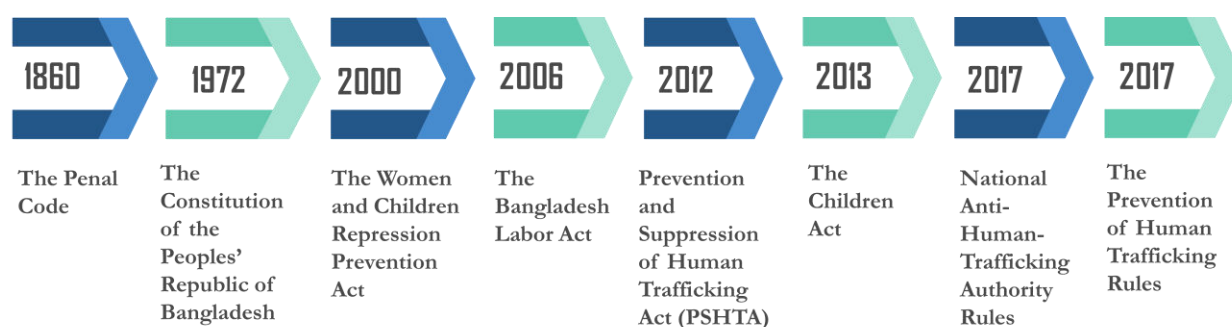 1860
The Penal
Code
1972
The
Constitution
of the
Peoples’
Republic of
Bangladesh
2000
The Women
and Children
Repression
Prevention
Act
2006
The
Bangladesh
Labor Act
2012
Prevention
and
Suppression
of Human
Trafficking
Act (PSHTA)
2013
The
Children
Act
2017
National
Anti-
Human-
Trafficking
Authority
Rules
2017
The
Prevention
of Human
Trafficking
Rules